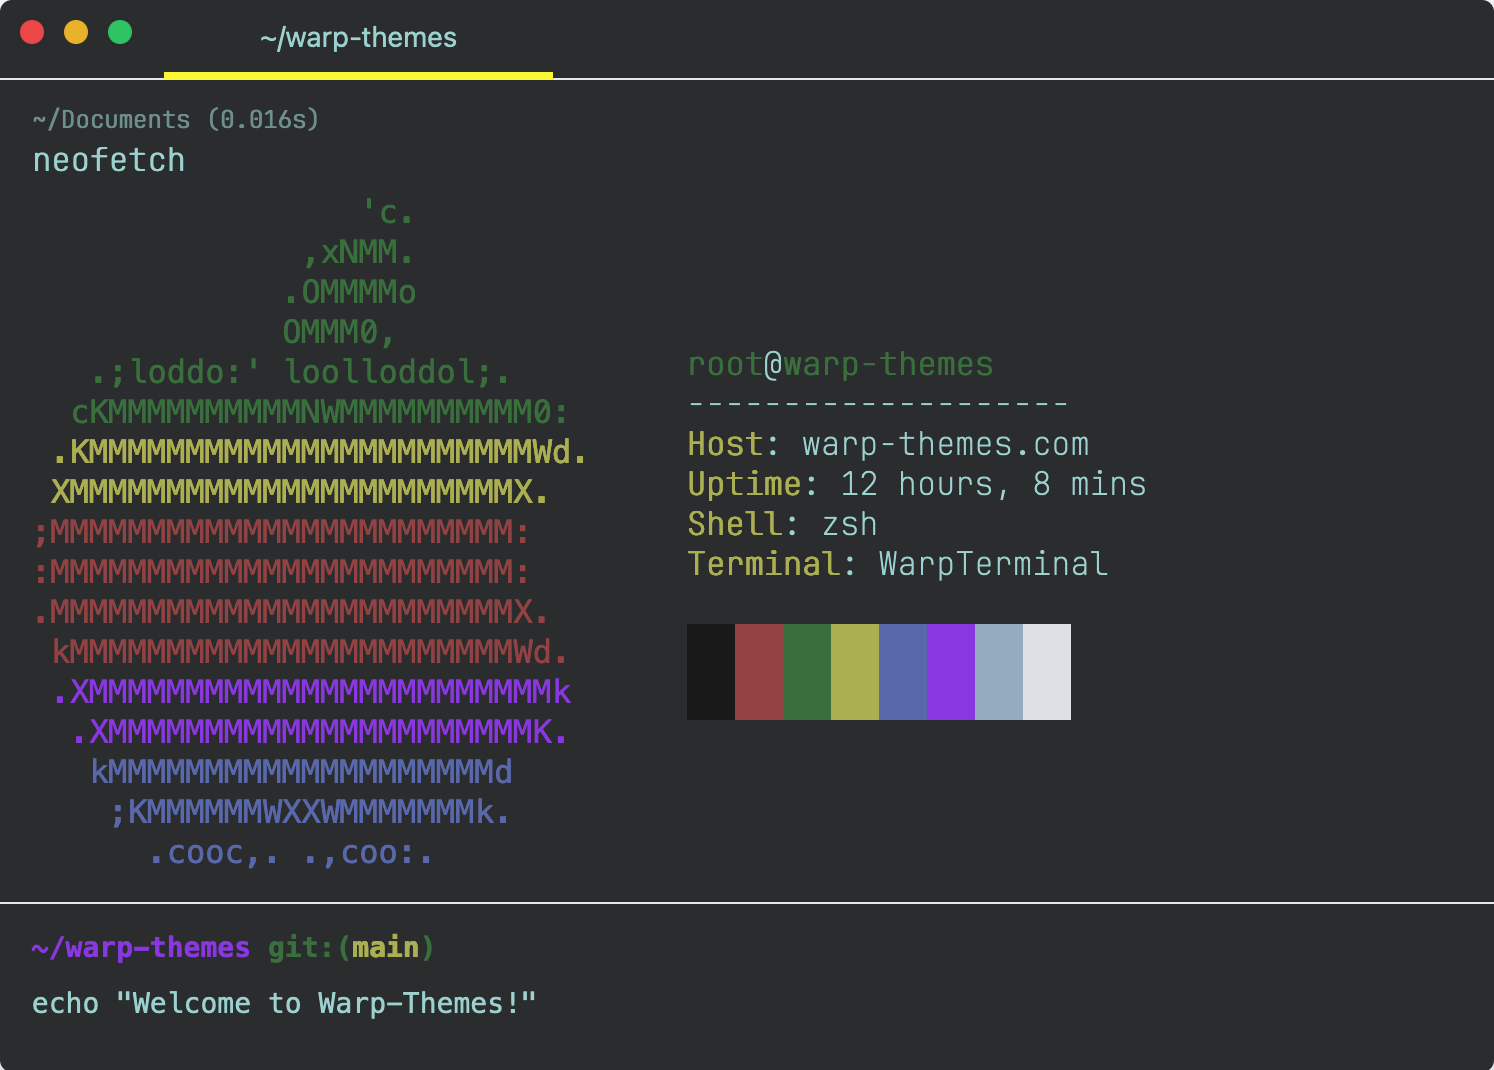 ~/warp-themes
~/Documents (0.016s)
neofetch
                 'c.
              ,xNMM.
             .OMMMMo
             OMMM0,
   .;loddo:' loolloddol;.
  cKMMMMMMMMMMNWMMMMMMMMMM0:
 .KMMMMMMMMMMMMMMMMMMMMMMMWd.
 XMMMMMMMMMMMMMMMMMMMMMMMX.
;MMMMMMMMMMMMMMMMMMMMMMMM:
:MMMMMMMMMMMMMMMMMMMMMMMM:
.MMMMMMMMMMMMMMMMMMMMMMMMX.
 kMMMMMMMMMMMMMMMMMMMMMMMWd.
 .XMMMMMMMMMMMMMMMMMMMMMMMMk
  .XMMMMMMMMMMMMMMMMMMMMMMK.
   kMMMMMMMMMMMMMMMMMMMMd
    ;KMMMMMMWXXWMMMMMMMk.
      .cooc,. .,coo:.
root@warp-themes
--------------------
Host: warp-themes.com
Uptime: 12 hours, 8 mins
Shell: zsh
Terminal: WarpTerminal
~/warp-themes git:(main)
echo "Welcome to Warp-Themes!"